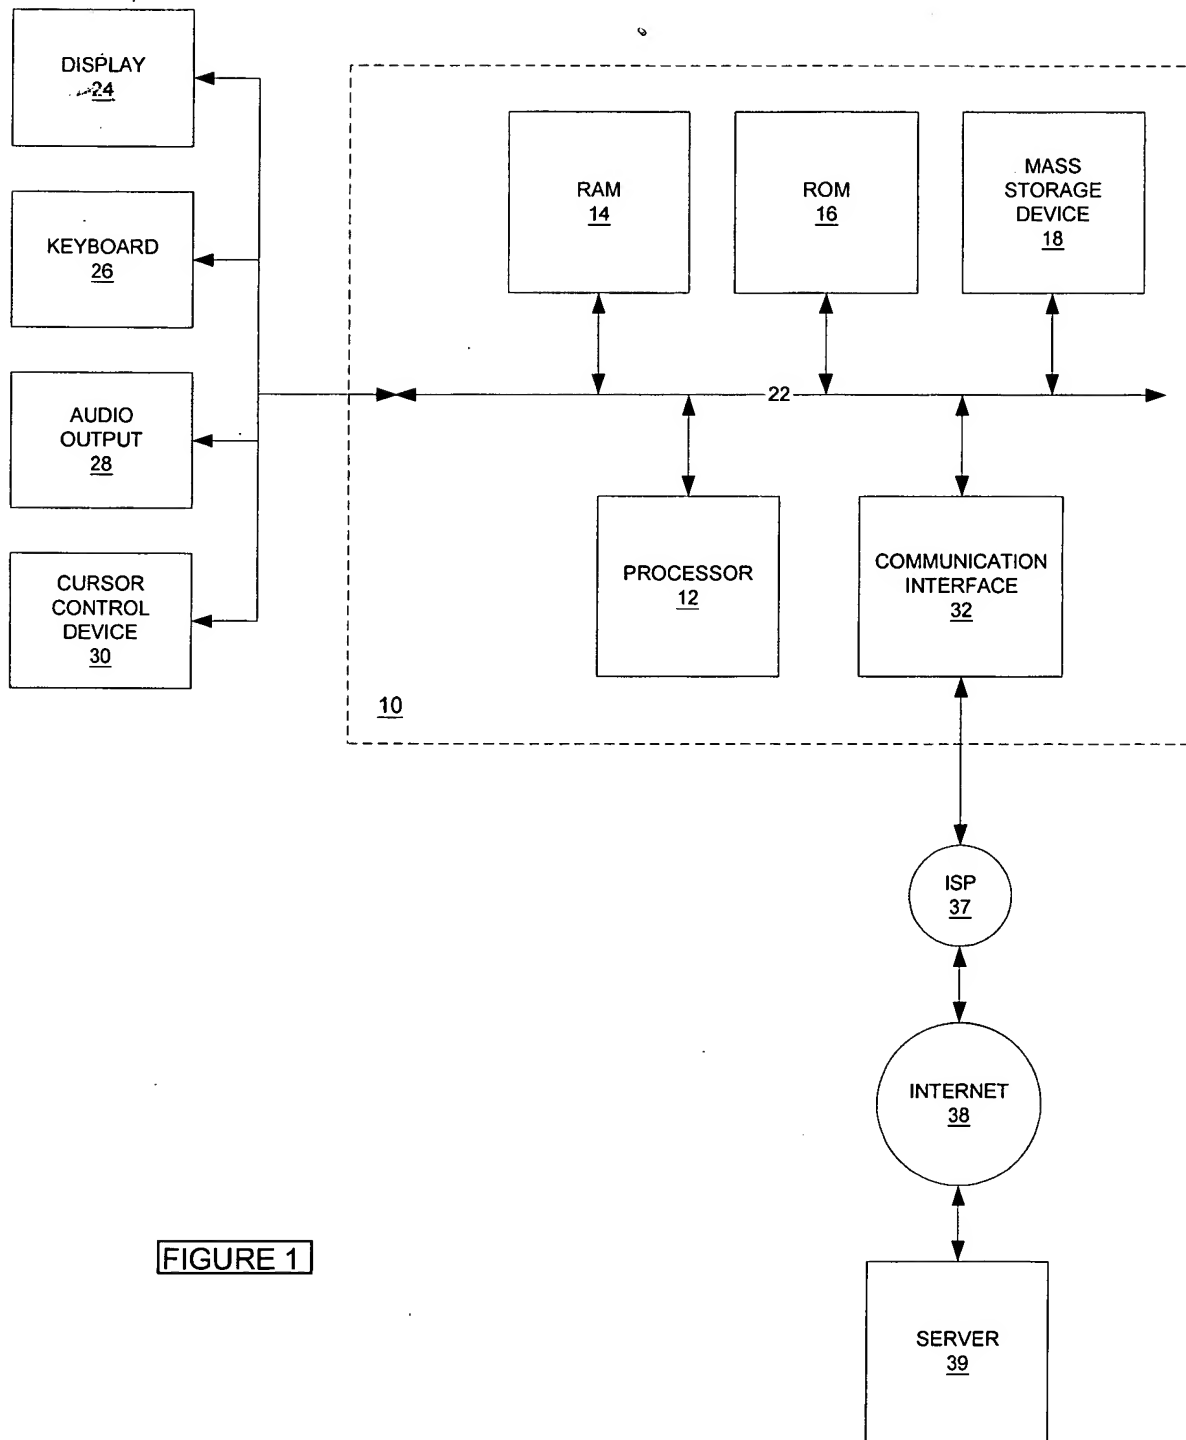 DISPLAY
24
KEYBOARD
26
AUDIO
OUTPUT
28
CURSOR
CONTROL
DEVICE
30
RAM
14
ROM
16
MASS
STORAGE
DEVICE
18
22
PROCESSOR
12
COMMUNICATION
INTERFACE
32
10
ISP
37
INTERNET
38
SERVER
39
FIGURE 1